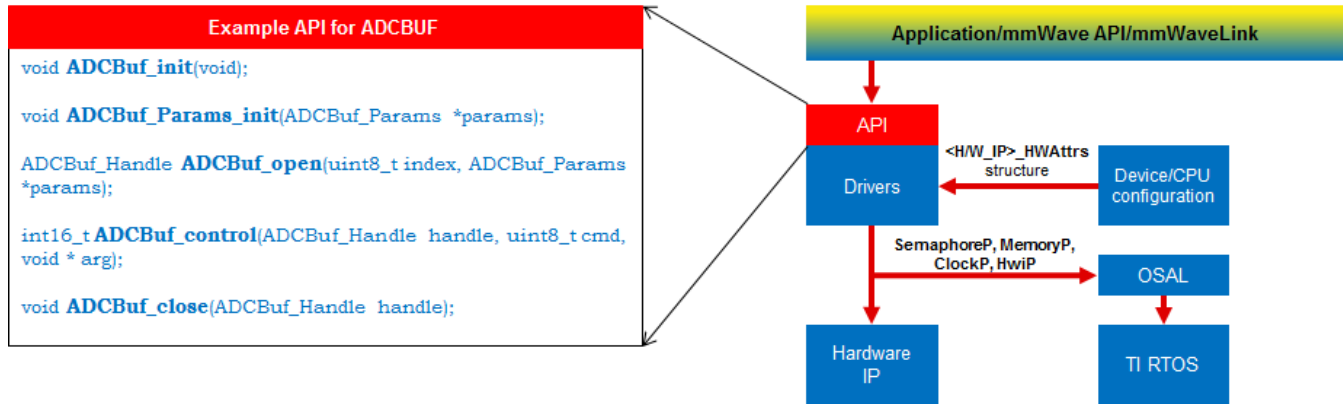 Example API for ADCBUF
void ADCBuf_init(void);
void ADCBuf_Params_init(ADCBuf_Params *params);
ADCBuf_Handle ADCBuf_open(uint8_t index, ADCBuf_Params
*params);
int16_t ADCBuf_control(ADCBuf_Handle handle, uint8_t cmd,
void * arg);
void ADCBuf_close(ADCBuf_Handle handle);
Application/mmWave API/mmWaveLink
API
Drivers
<H/W_IP>_HWAttrs
structure
Device/CPU
configuration
SemaphoreP, MemoryP,
ClockP, HwiP
OSAL
Hardware
IP
TI RTOS